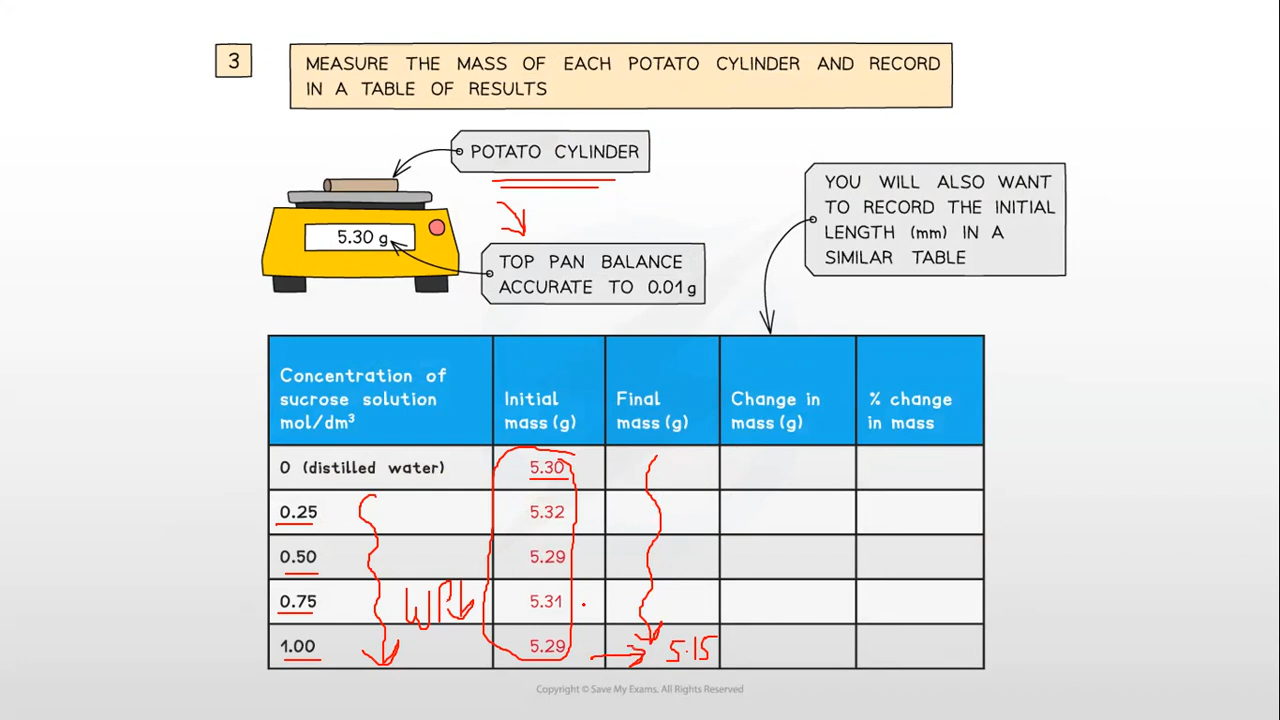 3
MEASURE THE MASS OF EACH POTATO CYLINDER AND RECORD
IN A TABLE OF RESULTS
POTATO CYLINDER
5.30 g
TOP PAN BALANCE
ACCURATE TO 0.01 g
YOU WILL ALSO WANT
TO RECORD THE INITIAL
LENGTH (mm) IN A
SIMILAR TABLE
Concentration of
sucrose solution
mol/dm³
Initial
mass (g)
Final
mass (g)
Change in
mass (g)
% change
in mass
0 (distilled water) 5.30
0.25 5.32
0.50 5.29
0.75 WP↓ 5.31
1.00 5.29 → 5.15
Copyright © Save My Exams. All Rights Reserved